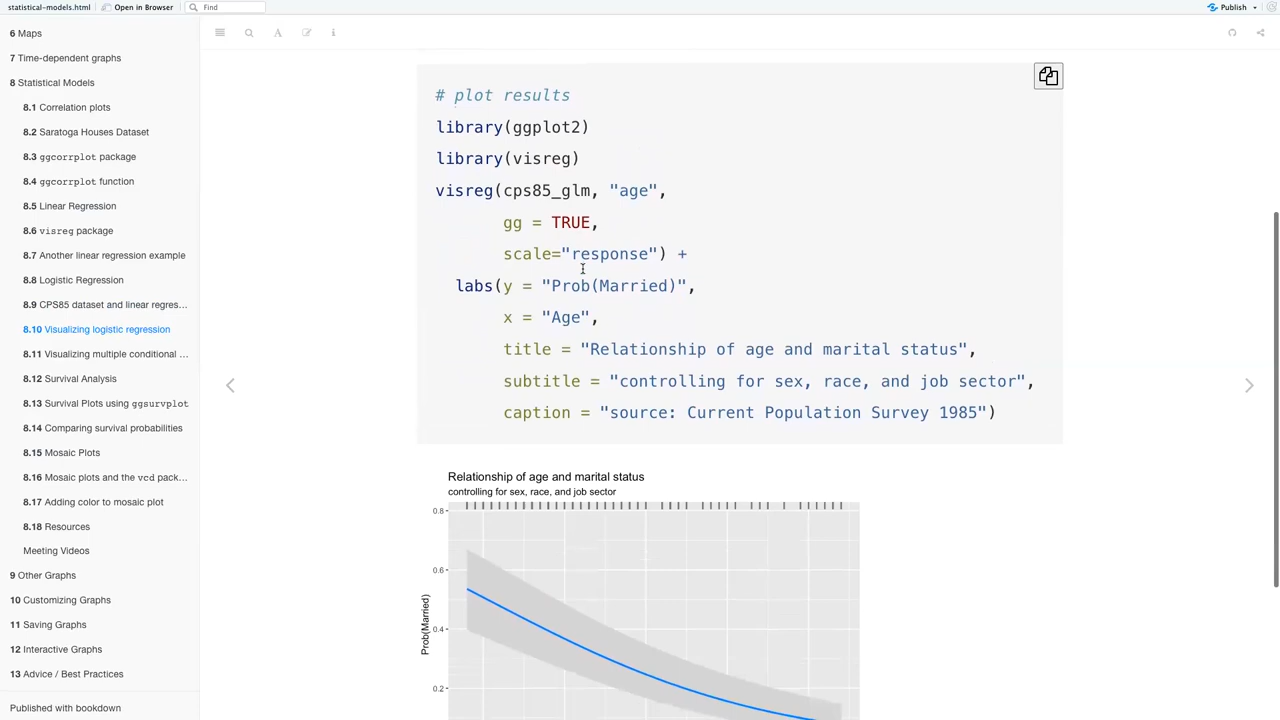 statistical-models.html
Open in Browser
Find
Publish
6 Maps
7 Time-dependent graphs
8 Statistical Models
8.1 Correlation plots
8.2 Saratoga Houses Dataset
8.3 ggcorrplot package
8.4 ggcorrplot function
8.5 Linear Regression
8.6 visreg package
8.7 Another linear regression example
8.8 Logistic Regression
8.9 CPS85 dataset and linear regres...
8.10 Visualizing logistic regression
8.11 Visualizing multiple conditional ...
8.12 Survival Analysis
8.13 Survival Plots using ggsurvplot
8.14 Comparing survival probabilities
8.15 Mosaic Plots
8.16 Mosaic plots and the vcd pack...
8.17 Adding color to mosaic plot
8.18 Resources
Meeting Videos
9 Other Graphs
10 Customizing Graphs
11 Saving Graphs
12 Interactive Graphs
13 Advice / Best Practices
Published with bookdown
# plot results
library(ggplot2)
library(visreg)
visreg(cps85_glm, "age",
gg = TRUE,
scale="response") +
labs(y = "Prob(Married)",
x = "Age",
title = "Relationship of age and marital status",
subtitle = "controlling for sex, race, and job sector",
caption = "source: Current Population Survey 1985")
Relationship of age and marital status
controlling for sex, race, and job sector
0.8
0.6
0.4
0.2
Prob(Married)